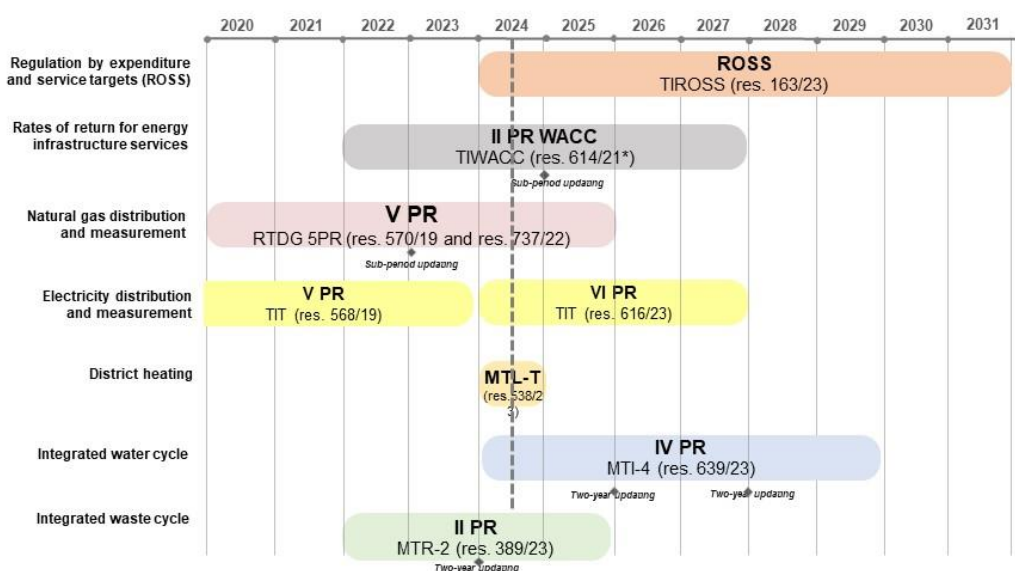 2020 2021 2022 2023 2024 2025 2026 2027 2028 2029 2030 2031
Regulation by expenditure
and service targets (ROSS)
ROSS
TIROSS (res. 163/23)
Rates of return for energy
infrastructure services
II PR WACC
TIWACC (res. 614/21*)
Sub-period updating
Natural gas distribution
and measurement
V PR
RTDG 5PR (res. 570/19 and res. 737/22)
Sub-period updating
Electricity distribution
and measurement
V PR
TIT (res. 568/19)
VI PR
TIT (res. 616/23)
District heating
MTL-T
(res.538/2
3)
Integrated water cycle
IV PR
MTI-4 (res. 639/23)
Two-year updating
Two-year updating
Integrated waste cycle
II PR
MTR-2 (res. 389/23)
Two-year updating